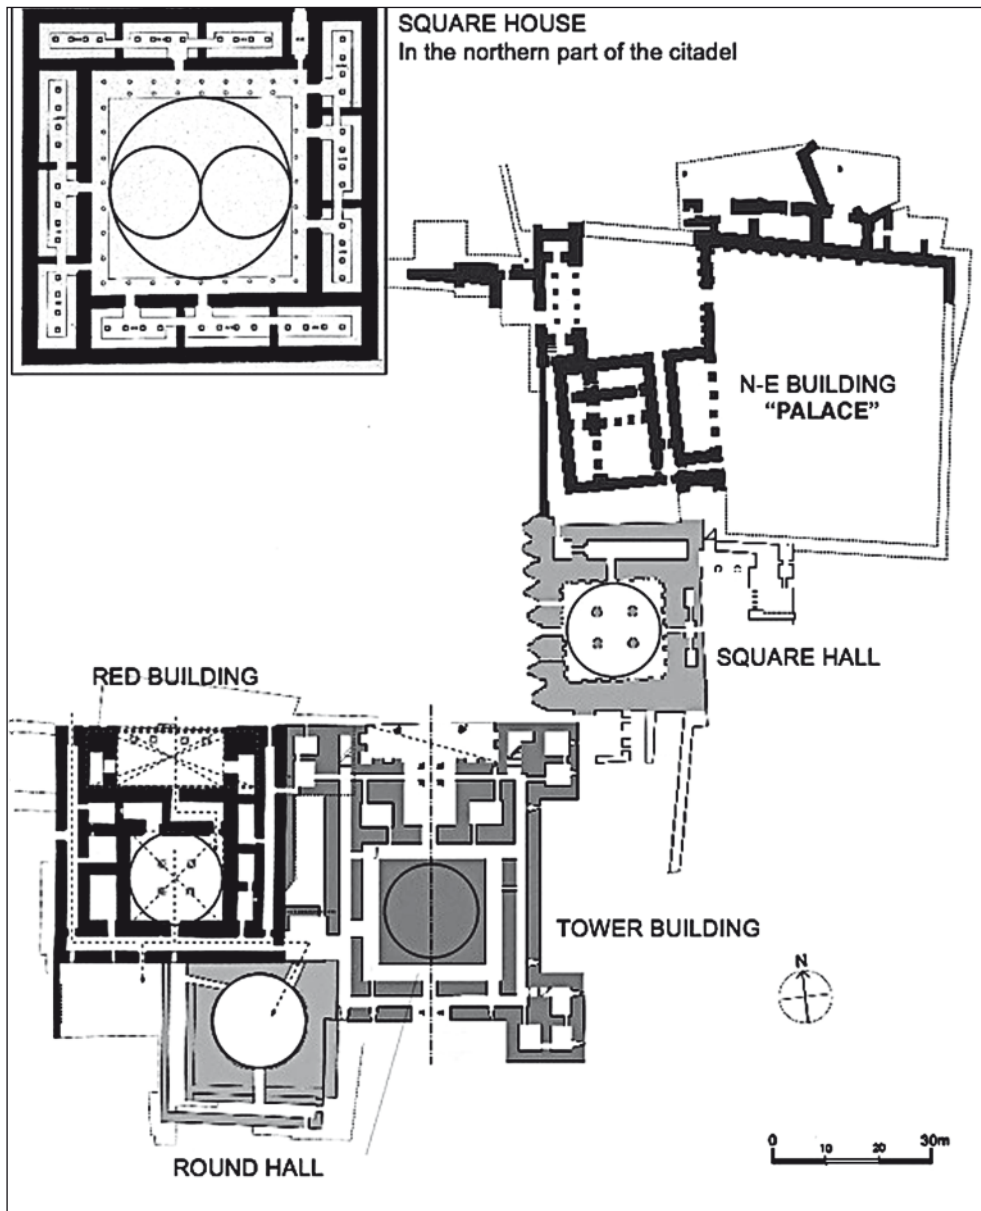 SQUARE HOUSE
In the northern part of the citadel
N-E BUILDING
“PALACE”
SQUARE HALL
RED BUILDING
TOWER BUILDING
N
ROUND HALL
0 10 20 30m